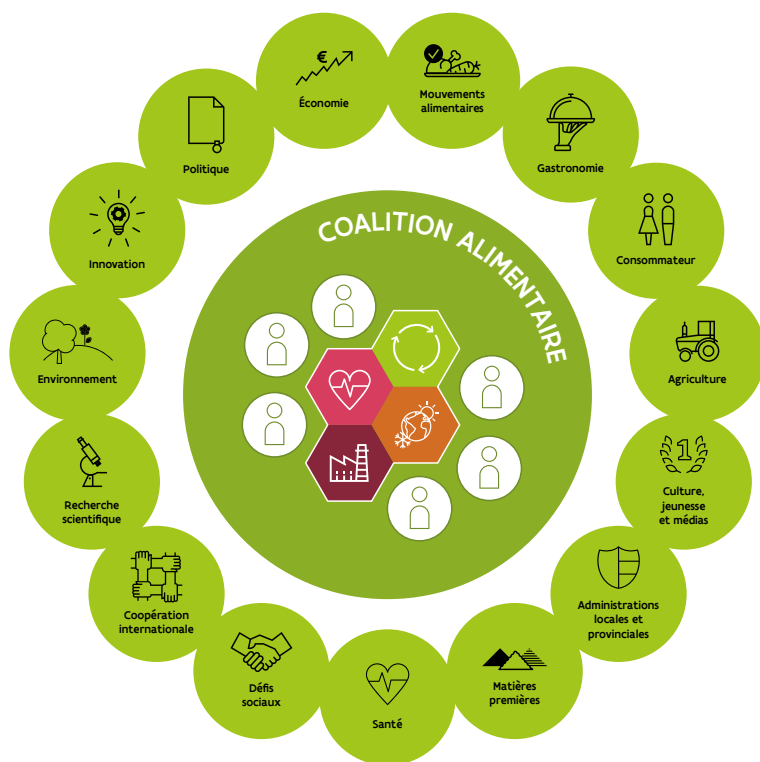 COALITION ALIMENTAIRE
€
Économie
Mouvements
alimentaires
Gastronomie
Consommateur
Agriculture
1
Culture,
jeunesse
et médias
Administrations
locales et
provinciales
Matières
premières
Santé
Défis
sociaux
Coopération
internationale
Recherche
scientifique
Environnement
Innovation
Politique